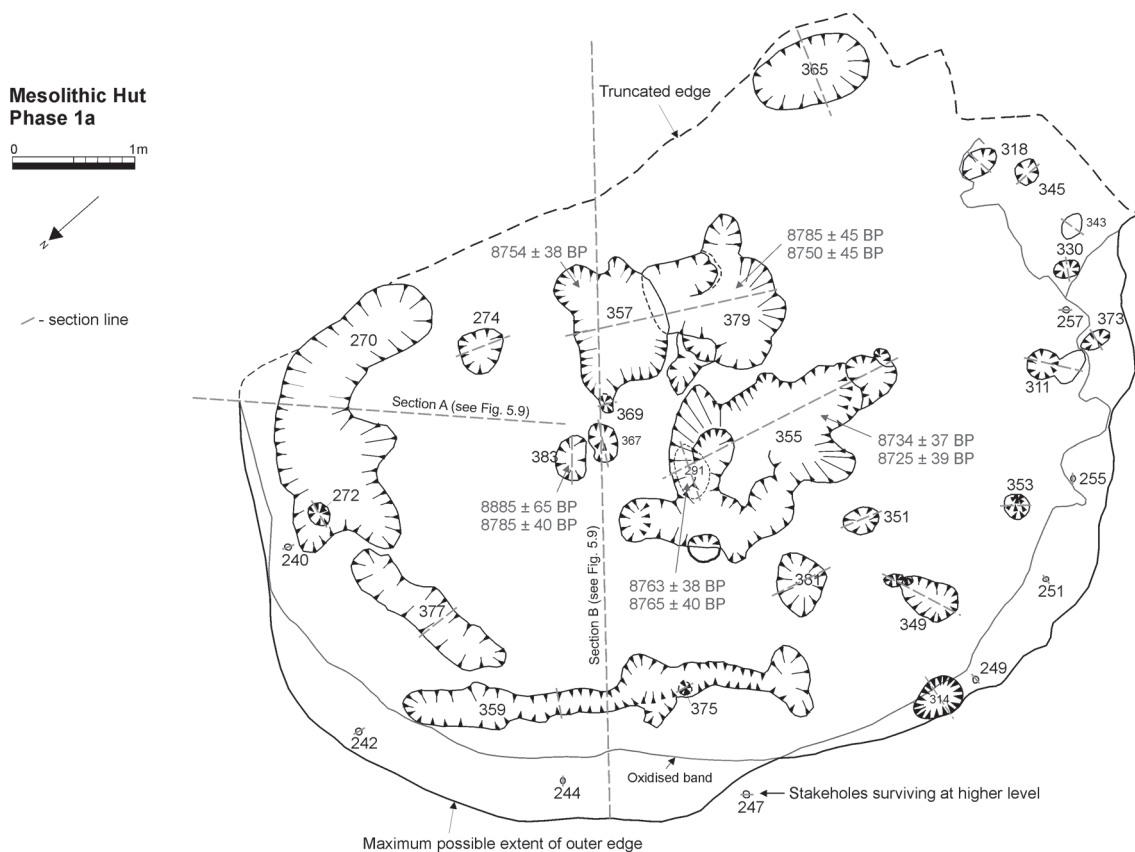 Mesolithic Hut
Phase 1a
0 1m
N
- section line
Truncated edge
365
318
345
343
330
257
373
311
8754 ± 38 BP
8785 ± 45 BP
8750 ± 45 BP
357
379
270
274
Section A (see Fig. 5.9)
369
367
383
355
8734 ± 37 BP
8725 ± 39 BP
291
353
255
272
8885 ± 65 BP
8785 ± 40 BP
351
240
8763 ± 38 BP
8765 ± 40 BP
381
251
377
349
Section B (see Fig. 5.9)
249
314
359
375
242
Oxidised band
244
247
Stakeholes surviving at higher level
Maximum possible extent of outer edge